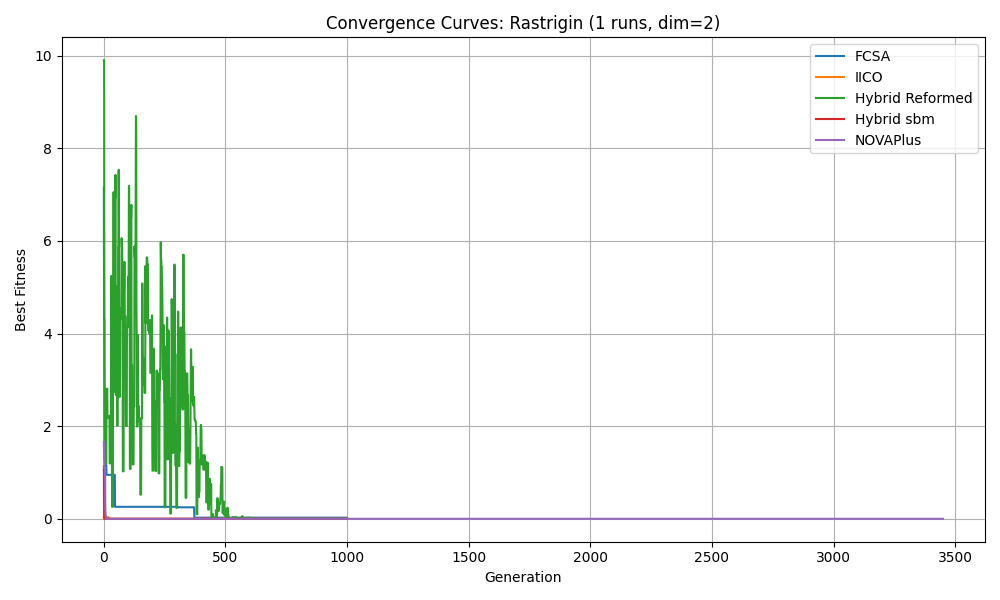 Convergence Curves: Rastrigin (1 runs, dim=2)
FCSA
IICO
Hybrid Reformed
Hybrid sbm
NOVAPlus
Best Fitness
10
8
6
4
2
0
0 500 1000 1500 2000 2500 3000 3500
Generation